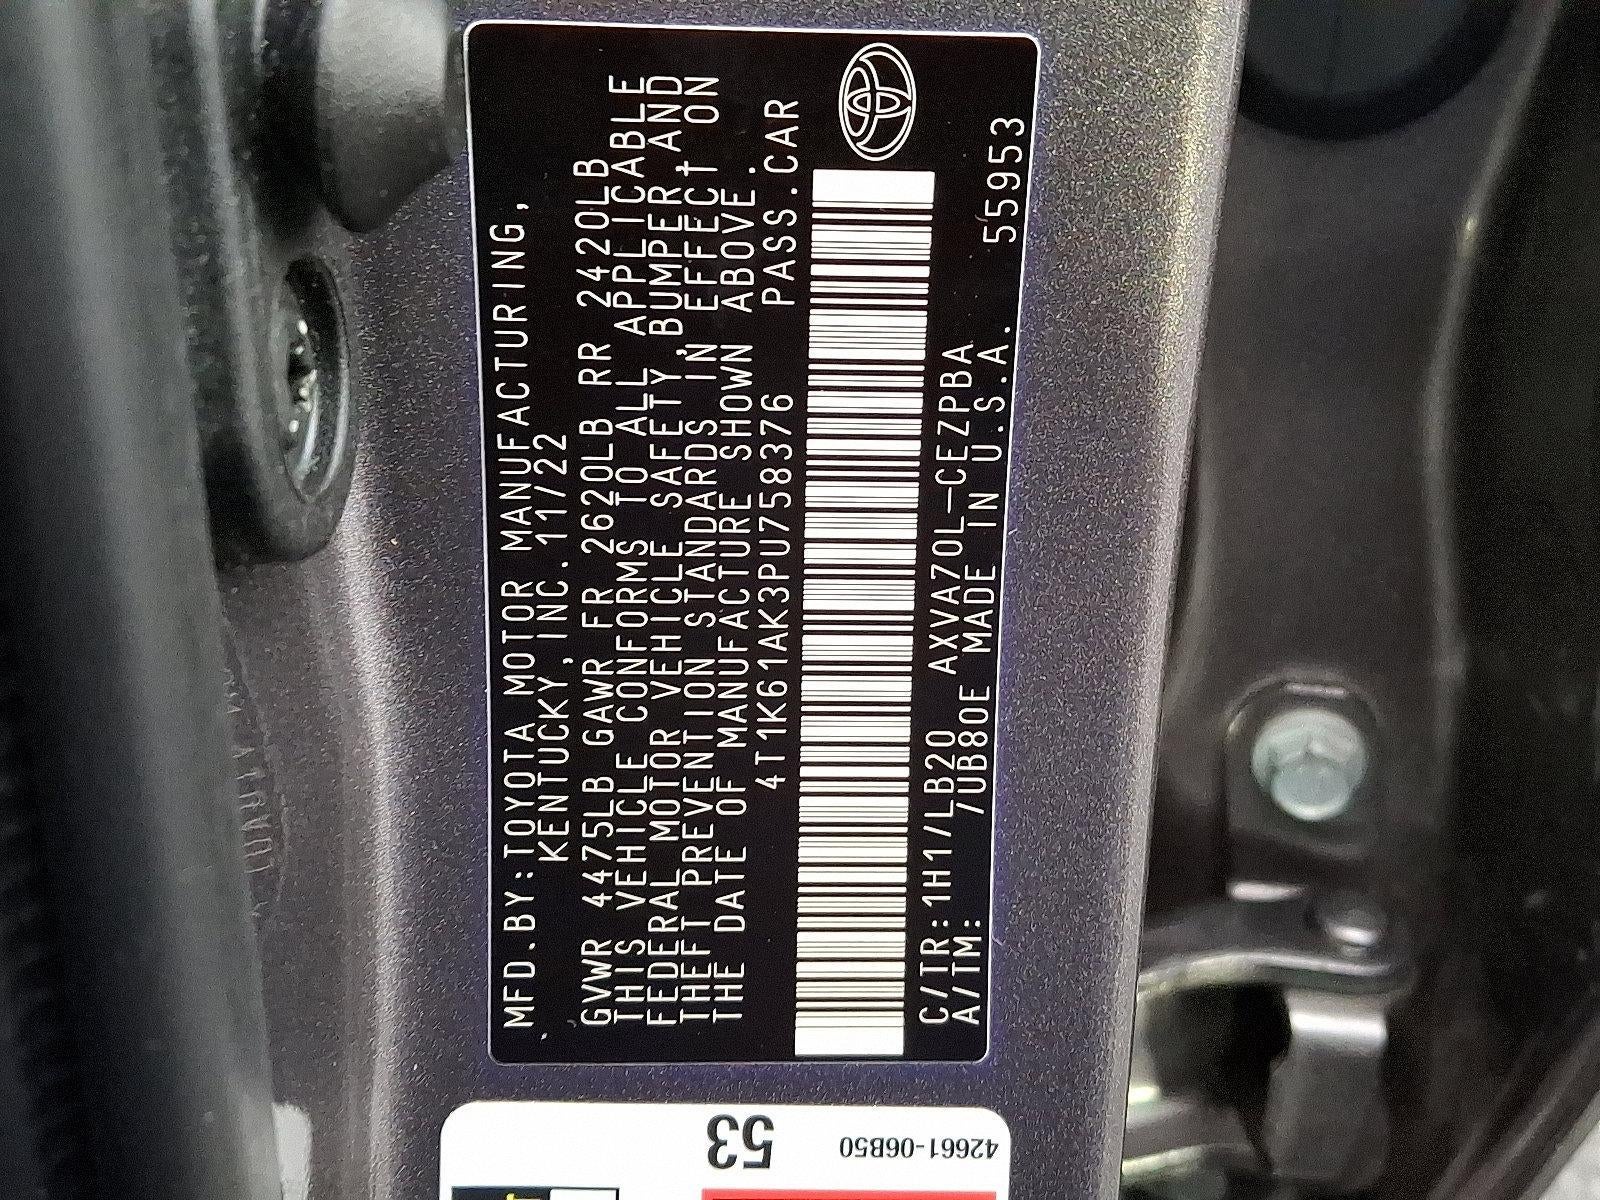 MFD.BY:TOYOTA MOTOR MANUFACTURING,
KENTUCKY,INC.11/22
GVWR 4475LB GAWR FR 2620LB RR 2420LB
THIS VEHICLE CONFORMS TO ALL APPLICABLE
FEDERAL MOTOR VEHICLE SAFETY,BUMPER,AND
THEFT PREVENTION STANDARDS IN EFFECT ON
THE DATE OF MANUFACTURE SHOWN ABOVE.
4T1K61AK3PU758376 PASS.CAR
C/TR:1H1/LB20 AXVA70L-CEZPBA
A/TM: /UB80E MADE IN U.S.A. 55953
53
42661-06B50